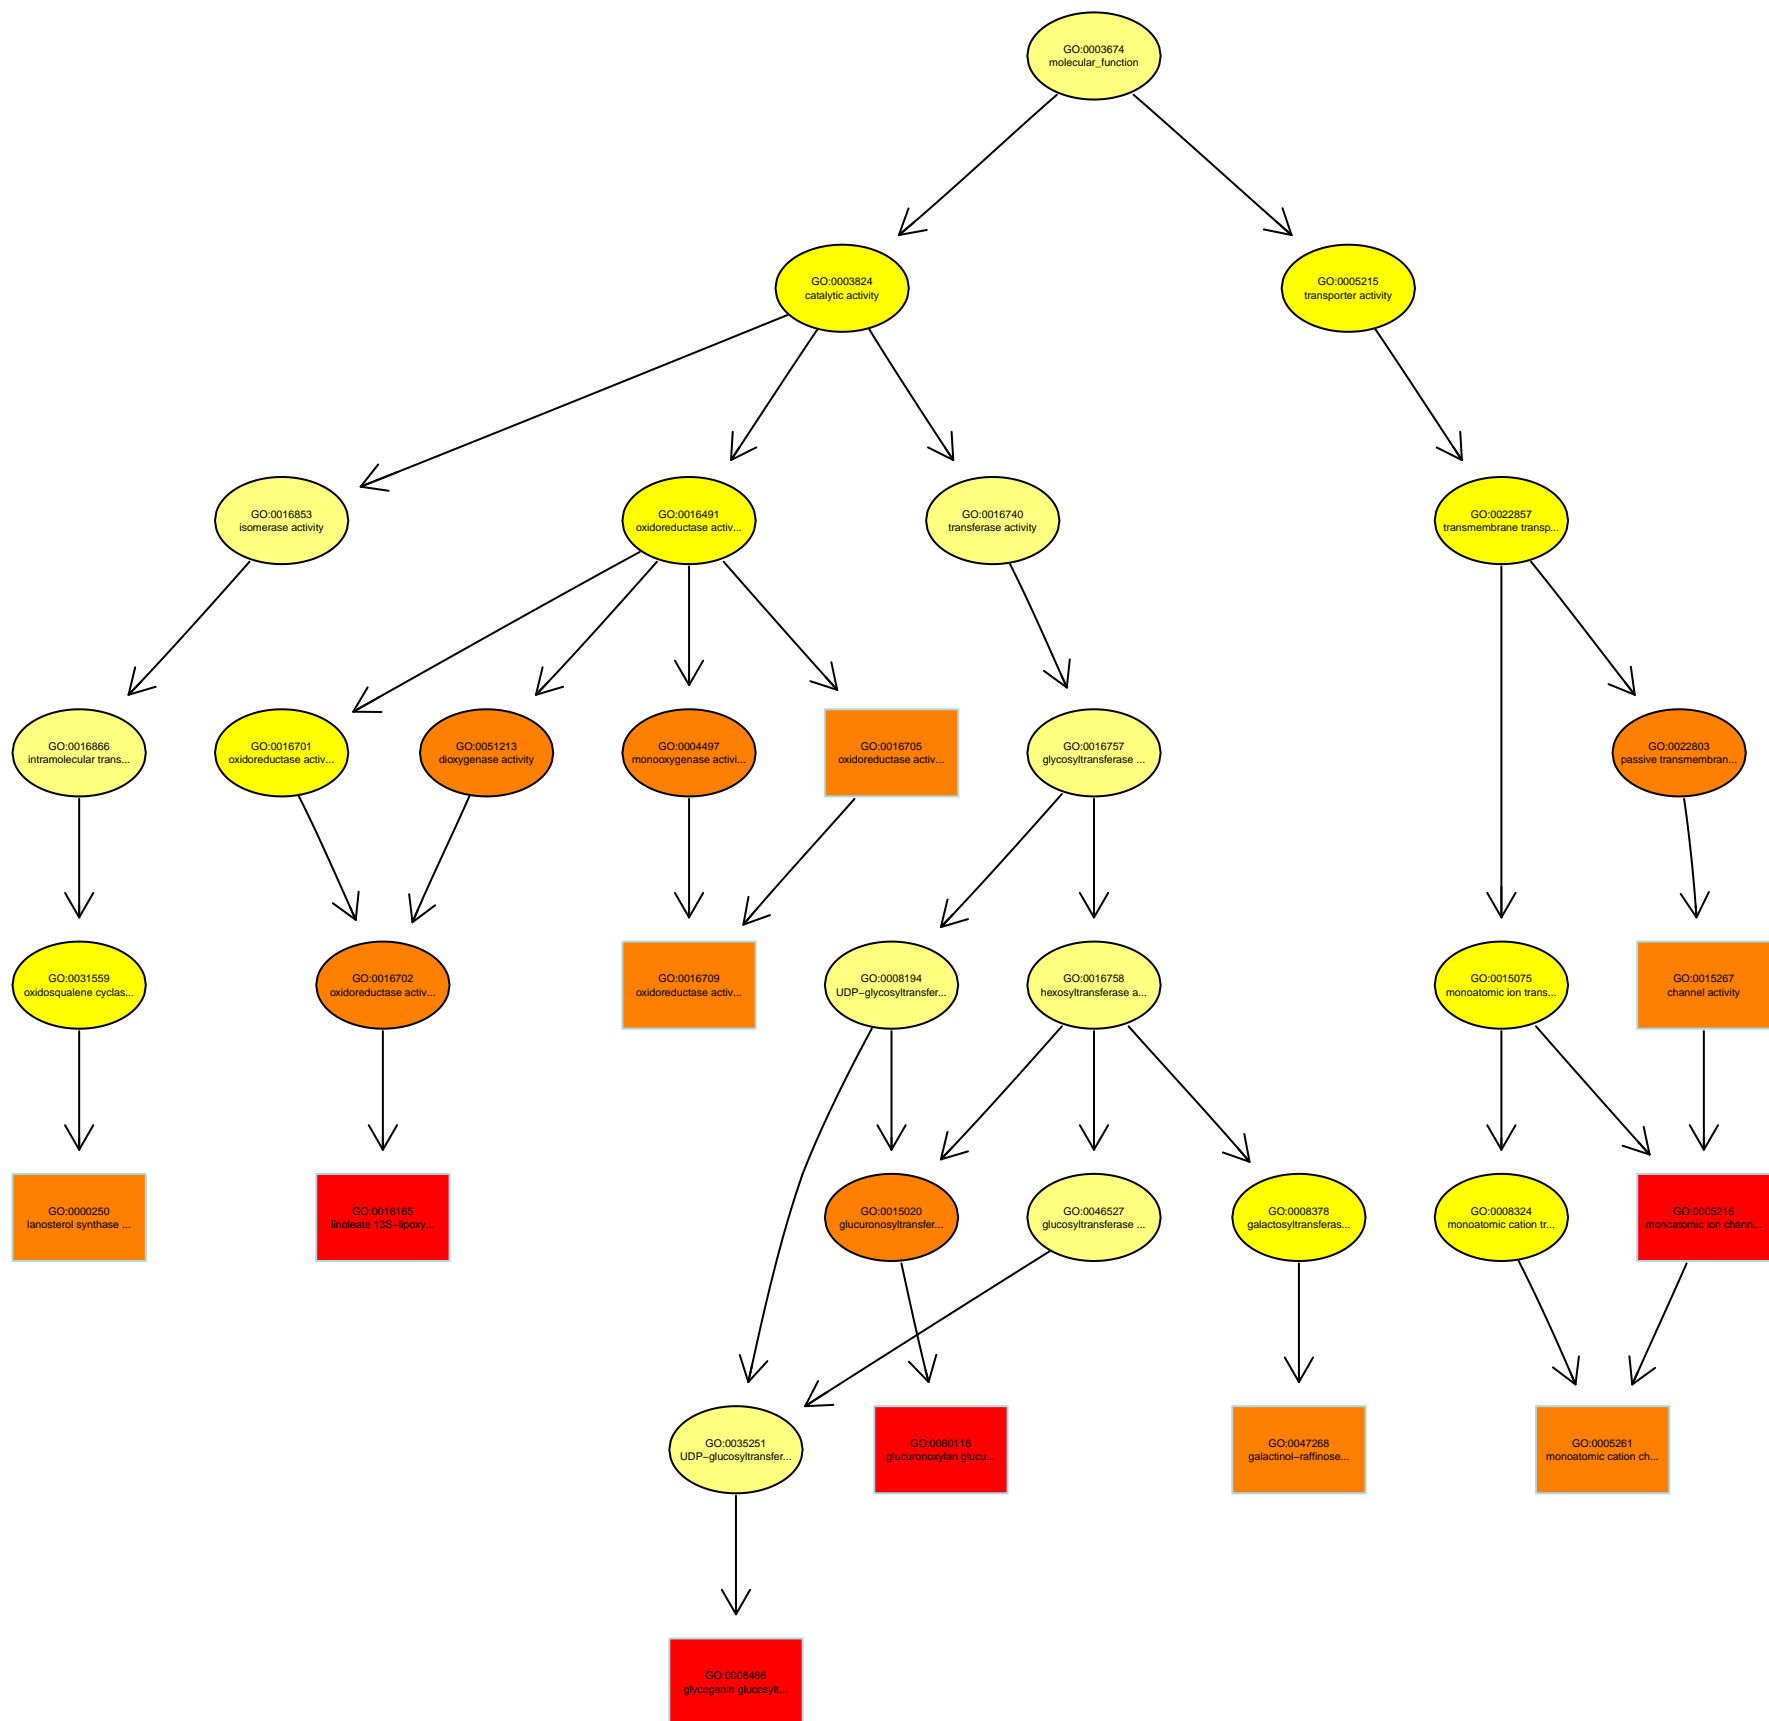 GO:0003674
molecular_function
GO:0003824
catalytic activity
GO:0005215
transporter activity
GO:0016853
isomerase activity
GO:0016491
oxidoreductase activ...
GO:0016740
transferase activity
GO:0022857
transmembrane transp...
GO:0016866
intramolecular trans...
GO:0016701
oxidoreductase activ...
GO:0051213
dioxygenase activity
GO:0004497
monooxygenase activi...
GO:0016705
oxidoreductase activ...
GO:0016757
glycosyltransferase ...
GO:0022803
passive transmembran...
GO:0031559
oxidosqualene cyclas...
GO:0016702
oxidoreductase activ...
GO:0016709
oxidoreductase activ...
GO:0008194
UDP−glycosyltransfer...
GO:0016758
hexosyltransferase a...
GO:0015075
monoatomic ion trans...
GO:0015267
channel activity
GO:0000250
lanosterol synthase ...
GO:0016165
linoleate 13S−lipoxy...
GO:0015020
glucuronosyltransfer...
GO:0046527
glucosyltransferase ...
GO:0008378
galactosyltransferas...
GO:0008324
monoatomic cation tr...
GO:0005216
monoatomic ion chann...
GO:0035251
UDP−glucosyltransfer...
GO:0080116
glucuronoxylan glucu...
GO:0047268
galactinol−raffinose...
GO:0005261
monoatomic cation ch...
GO:0008466
glycogenin glucosylt...